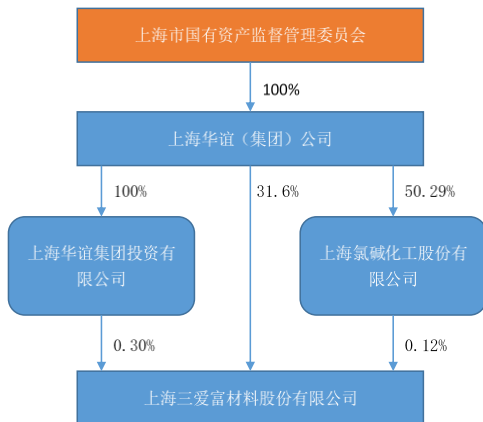 上海市国有资产监督管理委员会
100%
上海华谊（集团）公司
100%
31.6%
50.29%
上海华谊集团投资有
限公司
上海氯碱化工股份有
限公司
0.30%
0.12%
上海三爱富材料股份有限公司